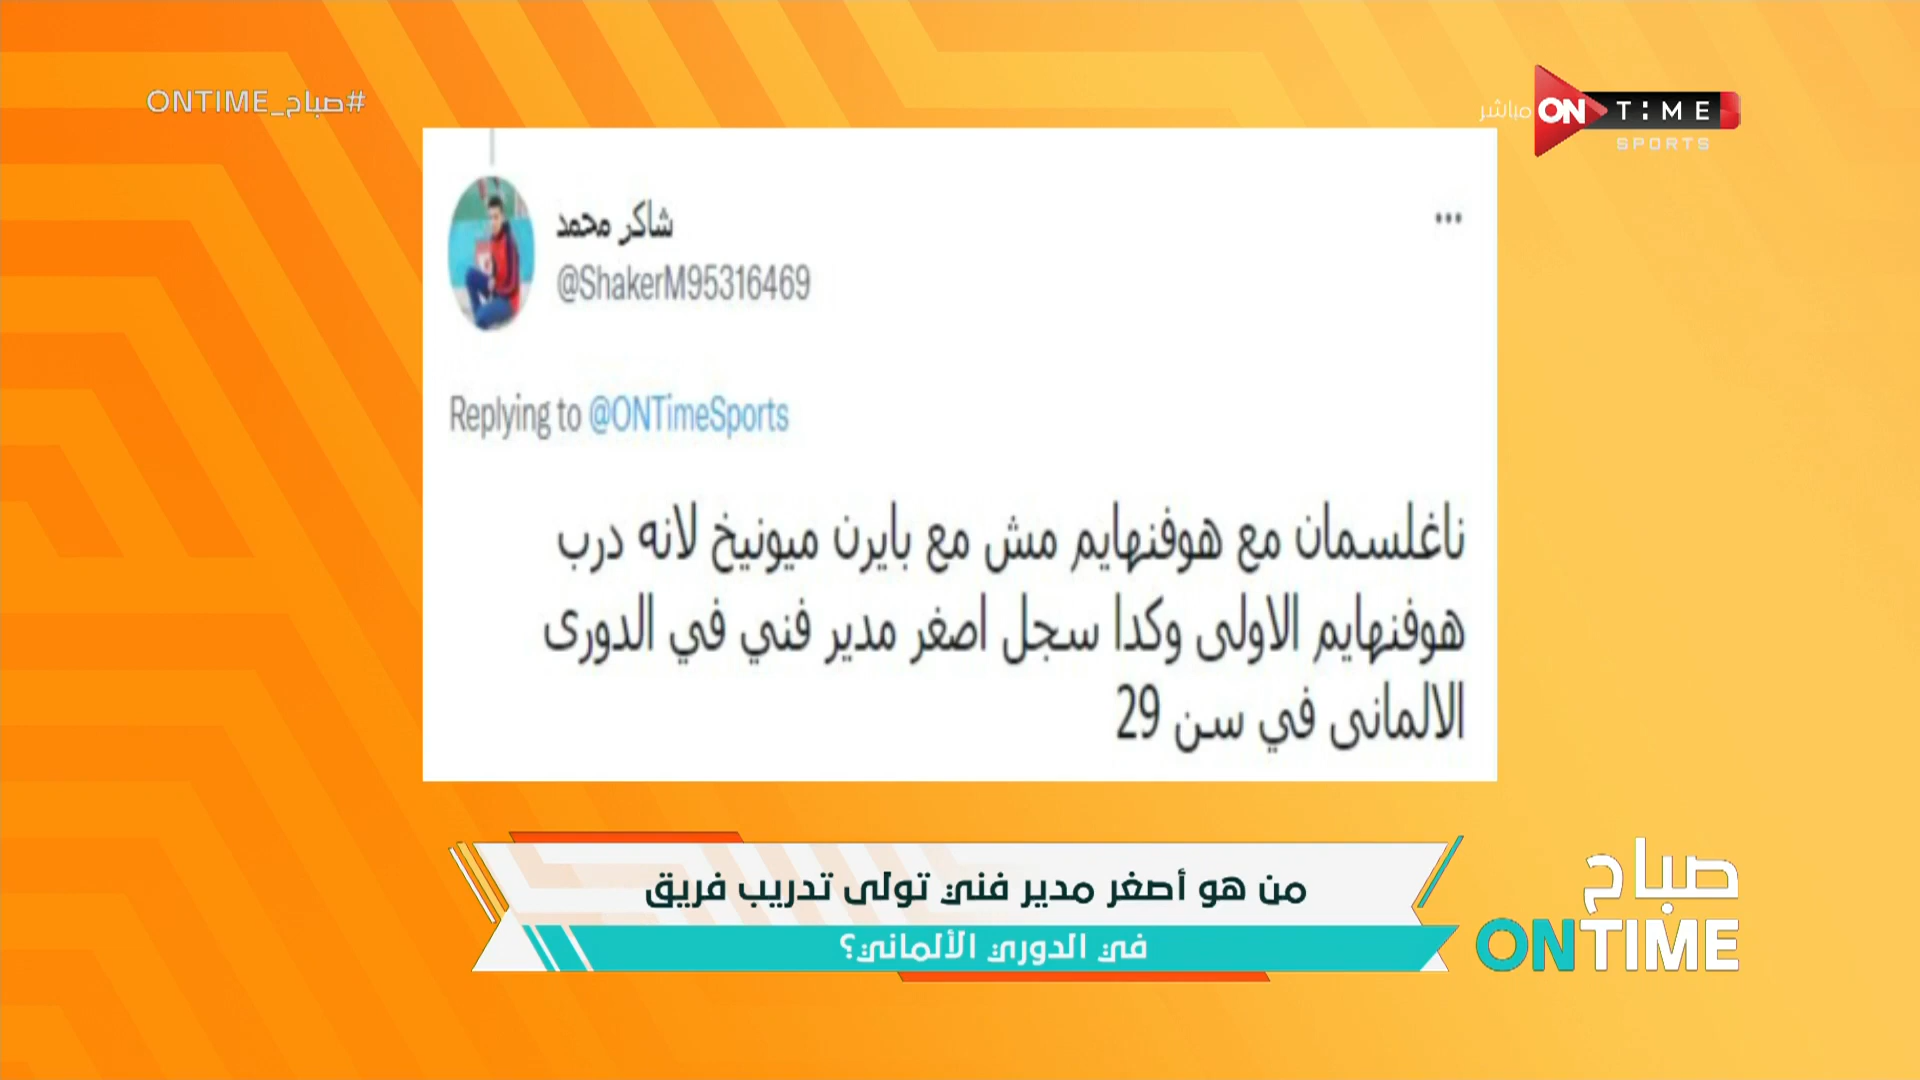 #صباح_ONTIME
مباشر ON TIME
SPORTS
شاكر محمد
@ShakerM95316469
Replying to @ONTimeSports
ناغلسمان مع هوفنهايم مش مع بايرن ميونيخ لانه درب
هوفنهايم الاولى وكدا سجل اصغر مدير فني في الدورى
الالمانى في سن 29
من هو أصغر مدير فني تولى تدريب فريق
في الدوري الألماني؟
صباح
ONTIME